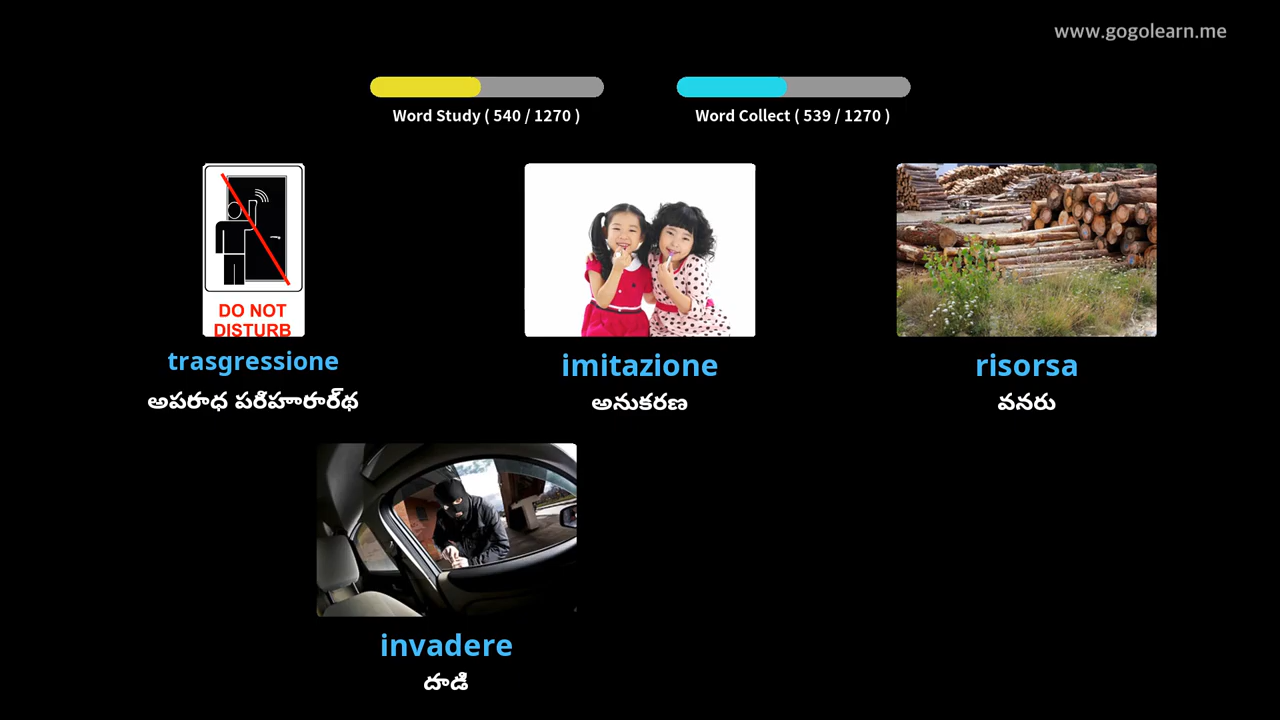 www.gogolearn.me
Word Study ( 540 / 1270 )
Word Collect ( 539 / 1270 )
DO NOT
DISTURB
trasgressione
అపరాధ పరిహారార్థ
imitazione
అనుకరణ
risorsa
వనరు
invadere
దాడి